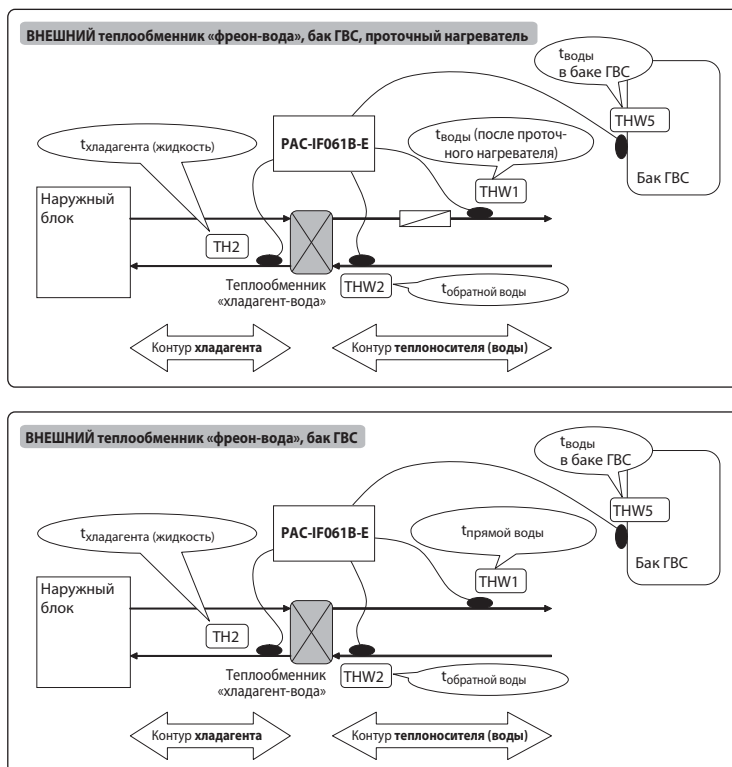 ВНЕШНИЙ теплообменник «фреон-вода», бак ГВС, проточный нагреватель
tводы
в баке ГВС
THW5
Бак ГВС
PAC-IF061B-E
tводы (после проточ-
ного нагревателя)
THW1
tхладагента (жидкость)
Наружный
блок
TH2
Теплообменник
«хладагент-вода»
THW2
tобратной воды
Контур хладагента
Контур теплоносителя (воды)
ВНЕШНИЙ теплообменник «фреон-вода», бак ГВС
tводы
в баке ГВС
THW5
Бак ГВС
PAC-IF061B-E
tпрямой воды
THW1
tхладагента (жидкость)
Наружный
блок
TH2
Теплообменник
«хладагент-вода»
THW2
tобратной воды
Контур хладагента
Контур теплоносителя (воды)